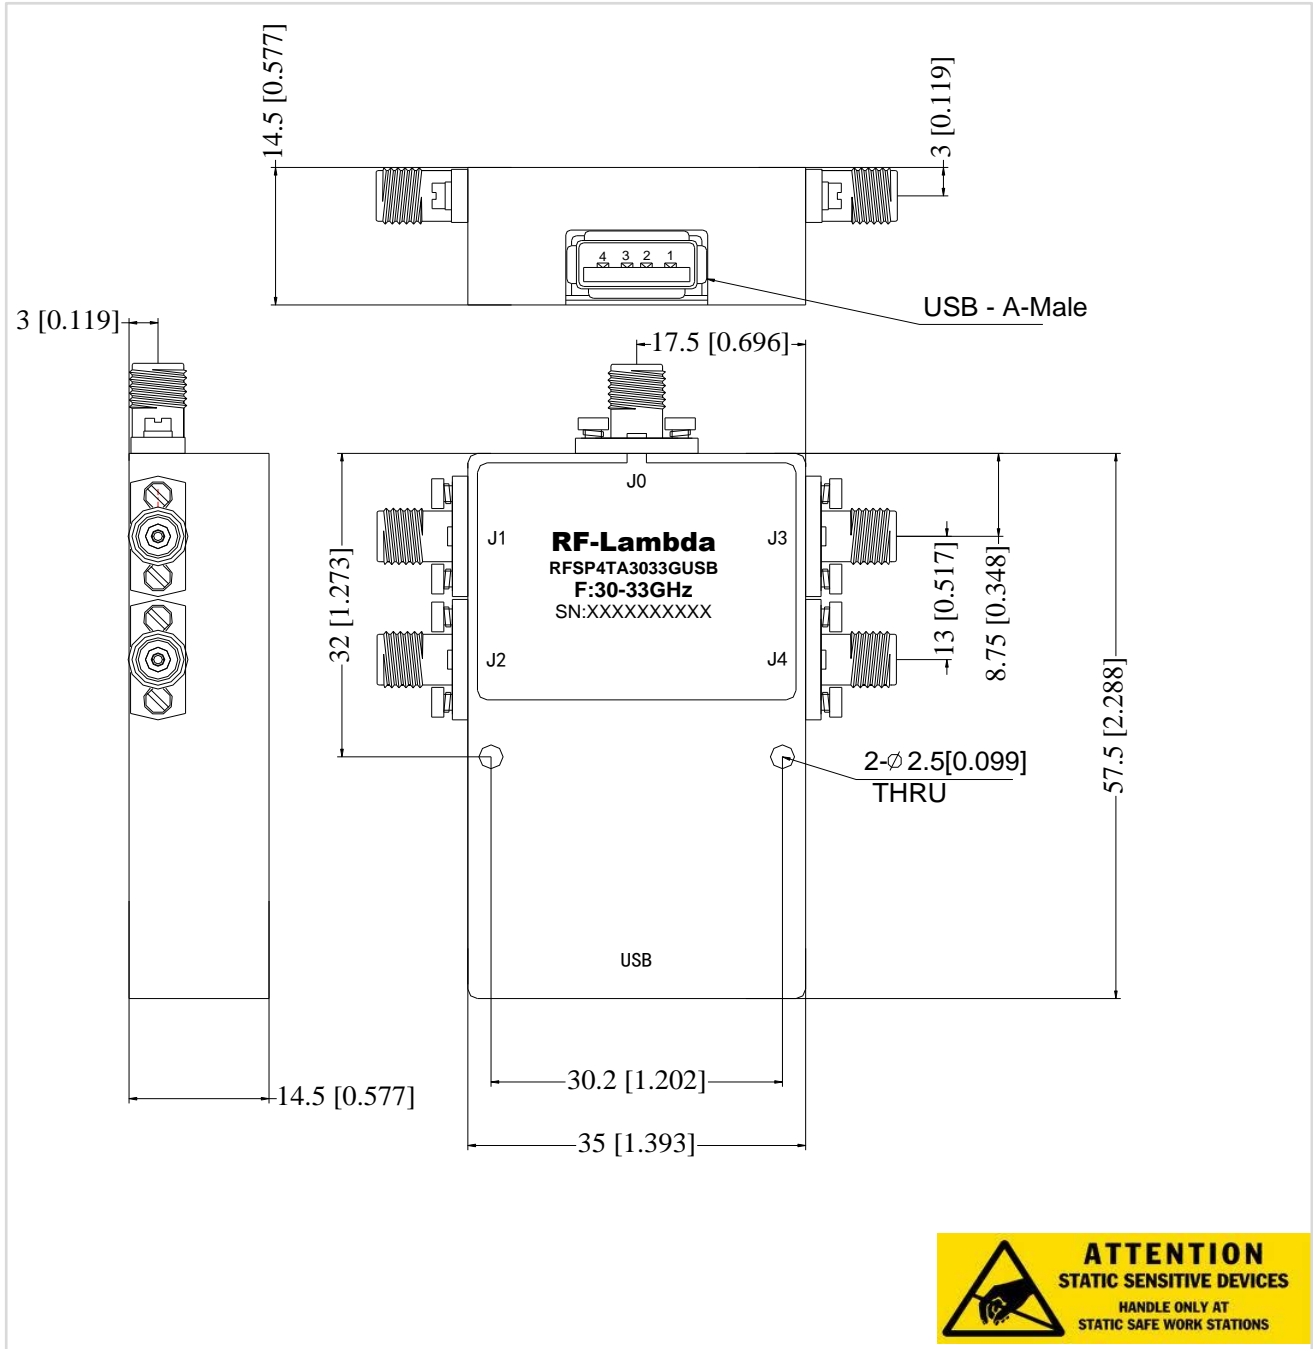 14.5 [0.577]
3 [0.119]
4 3 2 1
USB - A-Male
3 [0.119]
17.5 [0.696]
J0
J1
RF-Lambda
J3
RFSP4TA3033GUSB
F:30-33GHz
SN:XXXXXXXXXX
J2
J4
32 [1.273]
13 [0.517]
8.75 [0.348]
57.5 [2.288]
2-⌀ 2.5[0.099]
THRU
USB
30.2 [1.202]
14.5 [0.577]
35 [1.393]
ATTENTION
STATIC SENSITIVE DEVICES
HANDLE ONLY AT
STATIC SAFE WORK STATIONS